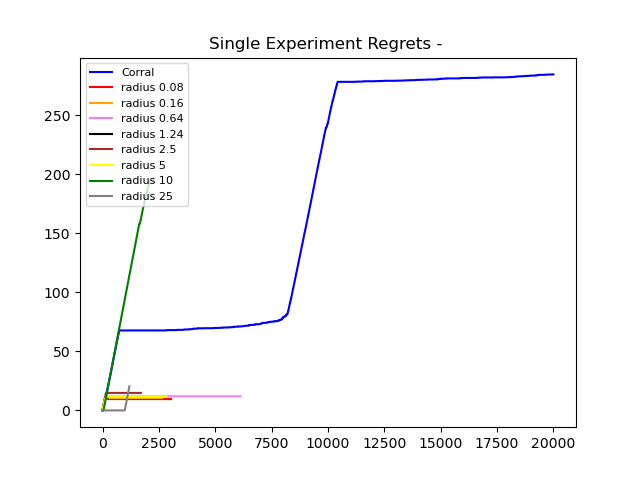 Single Experiment Regrets -
Corral
radius 0.08
radius 0.16
radius 0.64
radius 1.24
radius 2.5
radius 5
radius 10
radius 25
250
200
150
100
50
0
0 2500 5000 7500 10000 12500 15000 17500 20000